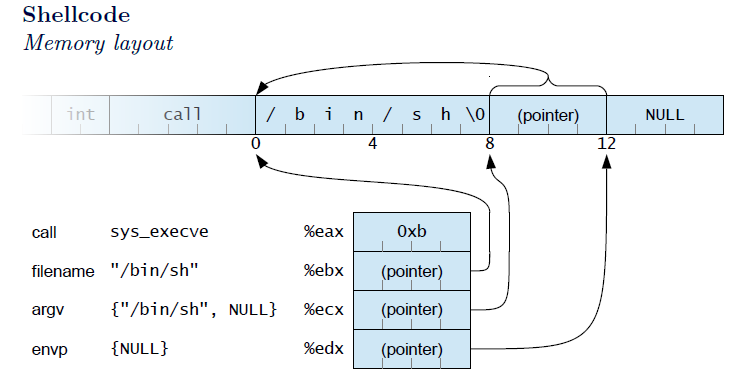 Shellcode
Memory layout
int call / b i n / s h \0 (pointer) NULL
0 4 8 12
call sys_execve %eax 0xb
filename "/bin/sh" %ebx (pointer)
argv {"/bin/sh", NULL} %ecx (pointer)
envp {NULL} %edx (pointer)